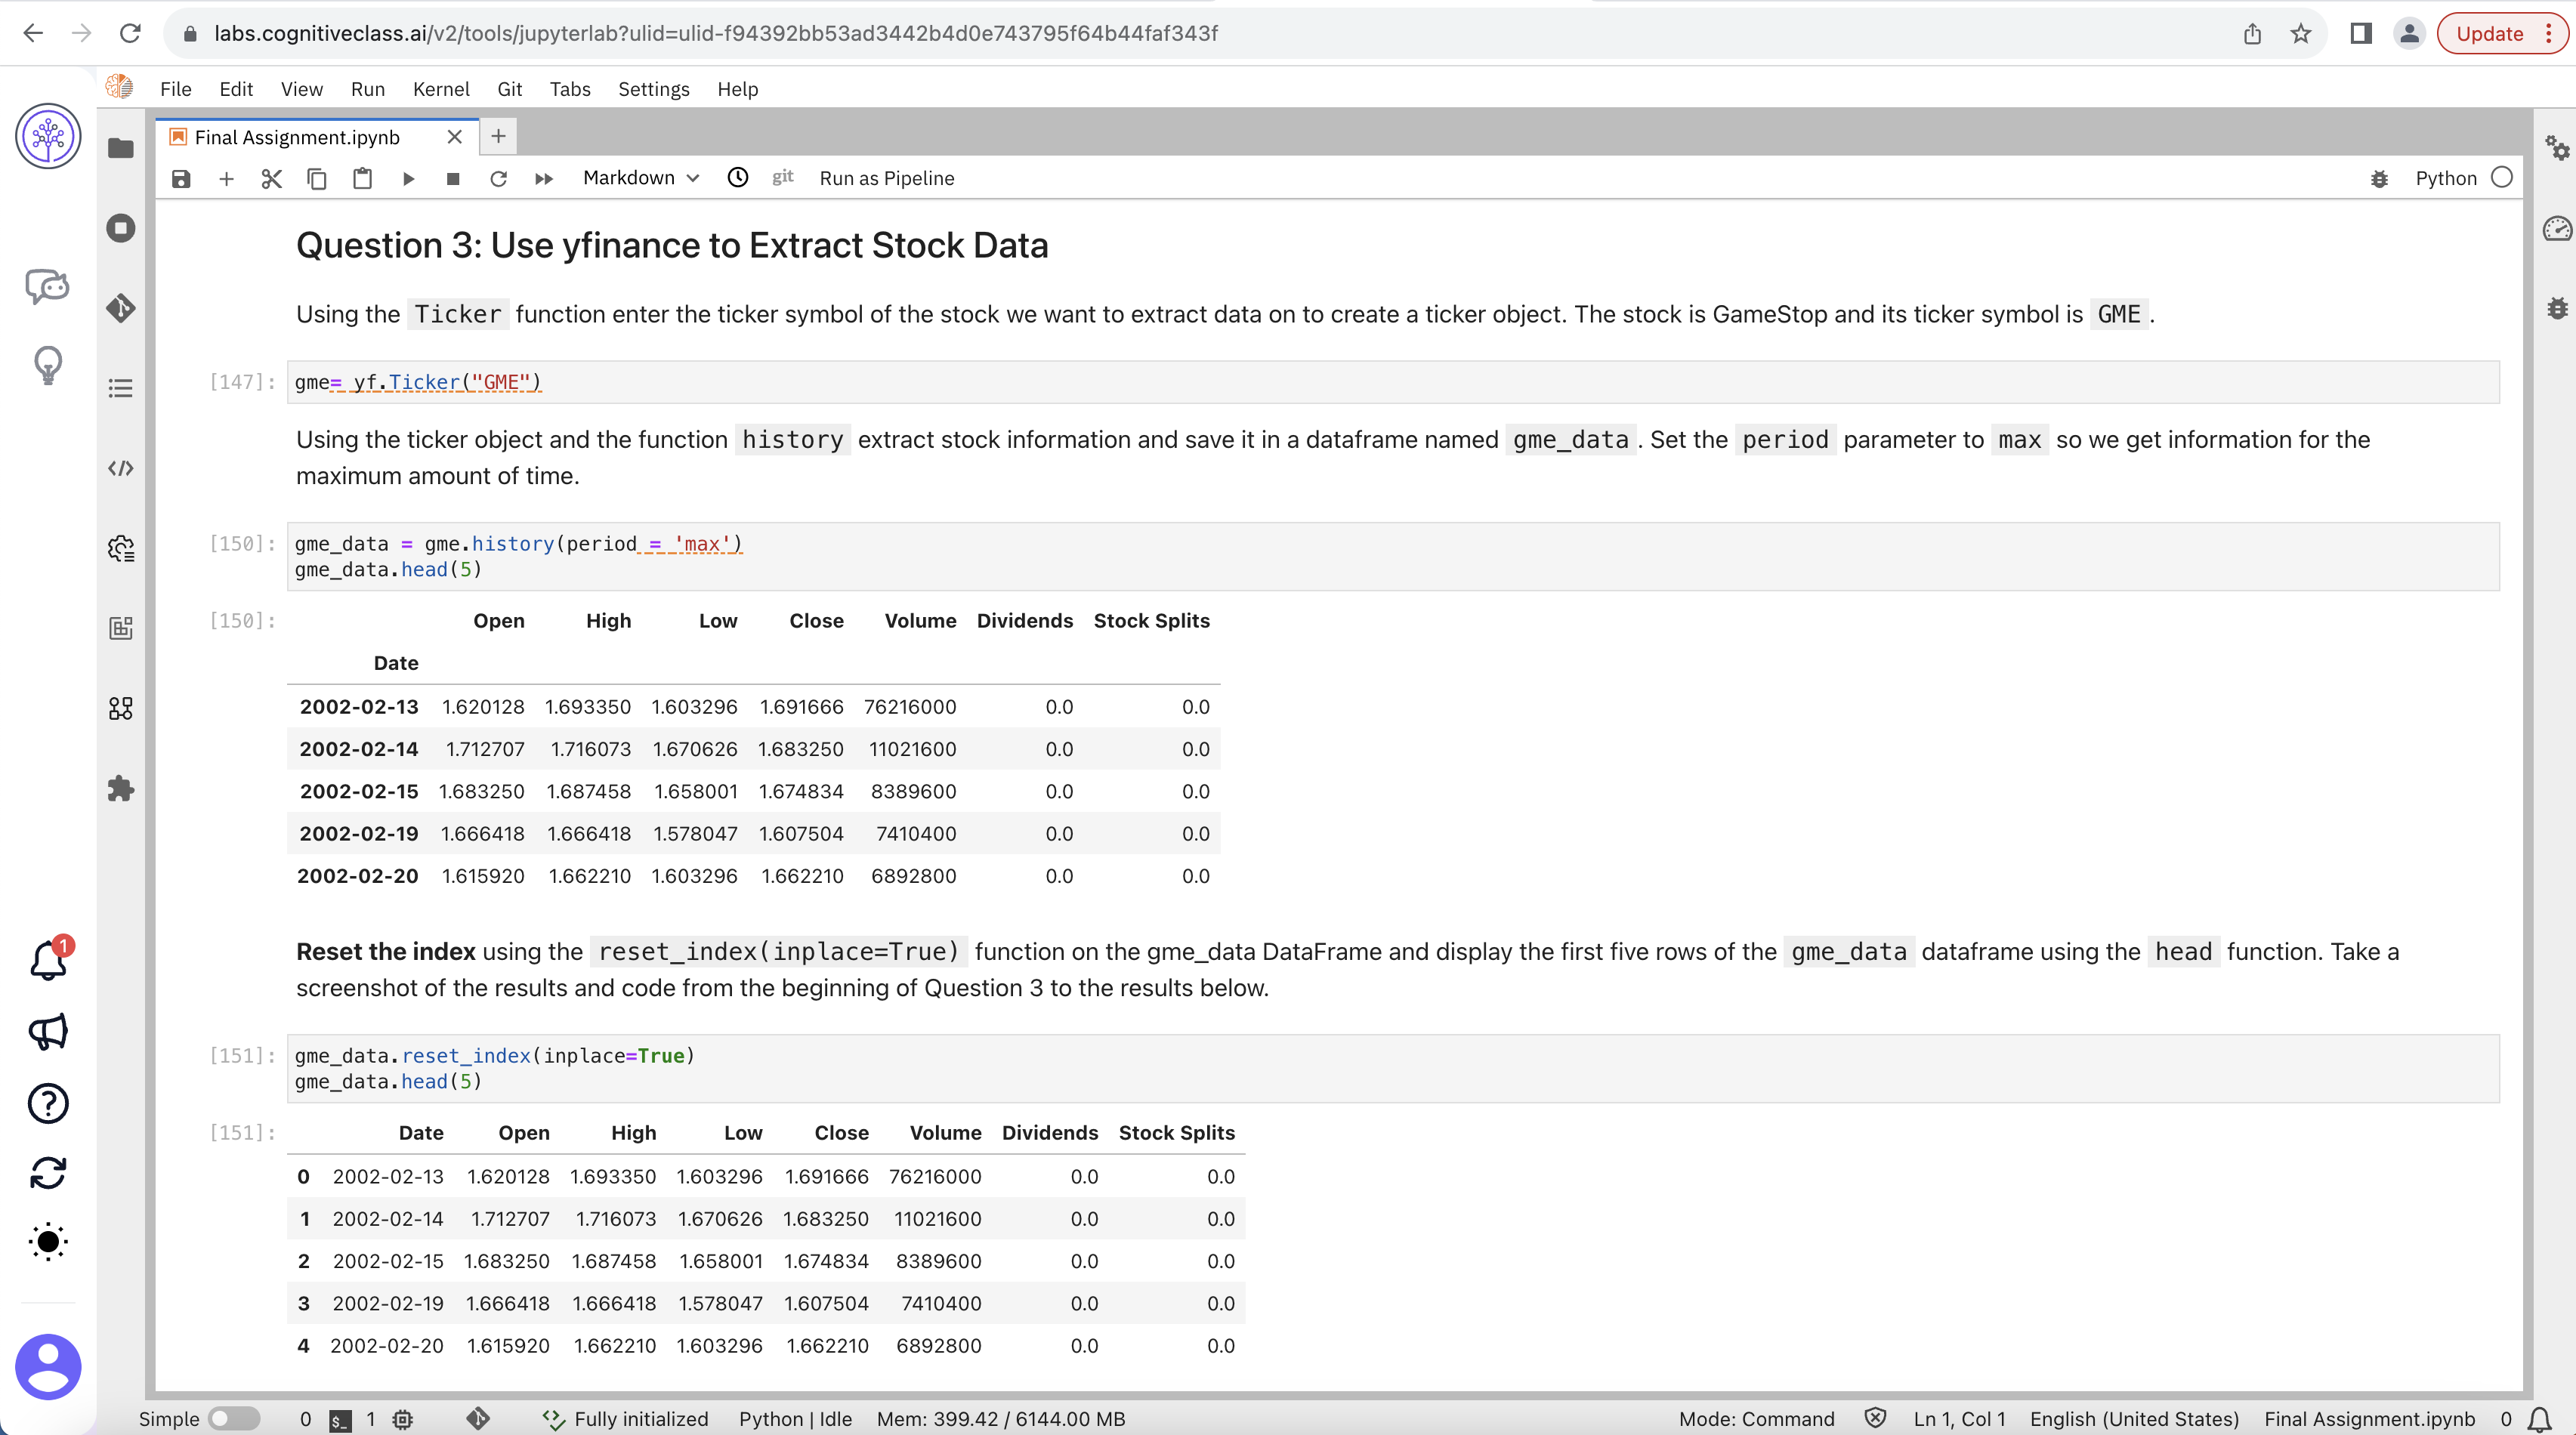 labs.cognitiveclass.ai/v2/tools/jupyterlab?ulid=ulid-f94392bb53ad3442b4d0e743795f64b44faf343f
Update
File Edit View Run Kernel Git Tabs Settings Help
Final Assignment.ipynb
Markdown git Run as Pipeline Python
Question 3: Use yfinance to Extract Stock Data
Using the Ticker function enter the ticker symbol of the stock we want to extract data on to create a ticker object. The stock is GameStop and its ticker symbol is GME .
[147]: gme= yf.Ticker("GME")
Using the ticker object and the function history extract stock information and save it in a dataframe named gme_data . Set the period parameter to max so we get information for the
maximum amount of time.
[150]: gme_data = gme.history(period = 'max')
gme_data.head(5)
[150]: Open High Low Close Volume Dividends Stock Splits
Date
2002-02-13 1.620128 1.693350 1.603296 1.691666 76216000 0.0 0.0
2002-02-14 1.712707 1.716073 1.670626 1.683250 11021600 0.0 0.0
2002-02-15 1.683250 1.687458 1.658001 1.674834 8389600 0.0 0.0
2002-02-19 1.666418 1.666418 1.578047 1.607504 7410400 0.0 0.0
2002-02-20 1.615920 1.662210 1.603296 1.662210 6892800 0.0 0.0
Reset the index using the reset_index(inplace=True) function on the gme_data DataFrame and display the first five rows of the gme_data dataframe using the head function. Take a
screenshot of the results and code from the beginning of Question 3 to the results below.
[151]: gme_data.reset_index(inplace=True)
gme_data.head(5)
[151]: Date Open High Low Close Volume Dividends Stock Splits
0 2002-02-13 1.620128 1.693350 1.603296 1.691666 76216000 0.0 0.0
1 2002-02-14 1.712707 1.716073 1.670626 1.683250 11021600 0.0 0.0
2 2002-02-15 1.683250 1.687458 1.658001 1.674834 8389600 0.0 0.0
3 2002-02-19 1.666418 1.666418 1.578047 1.607504 7410400 0.0 0.0
4 2002-02-20 1.615920 1.662210 1.603296 1.662210 6892800 0.0 0.0
1
Simple 0 $_ 1 Fully initialized Python | Idle Mem: 399.42 / 6144.00 MB Mode: Command Ln 1, Col 1 English (United States) Final Assignment.ipynb 0